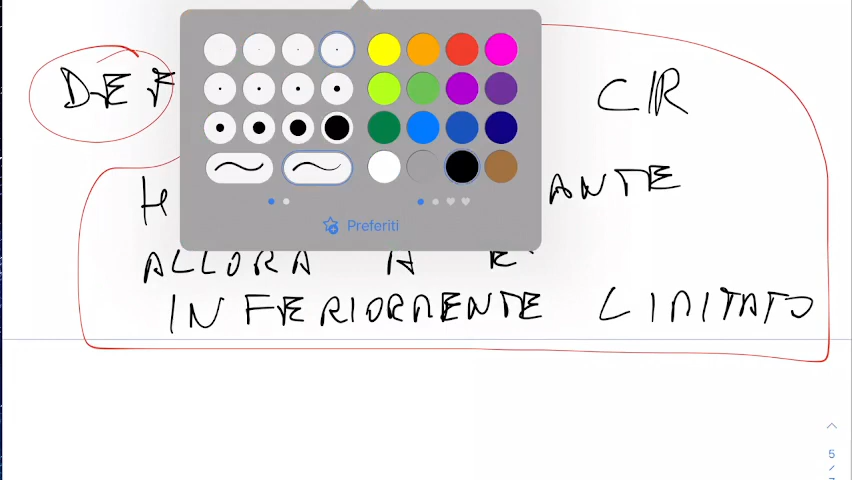 DEF CIR
H ANTE
ALLORA A E'
INFERIORMENTE LIMITATO
Preferiti
5
/